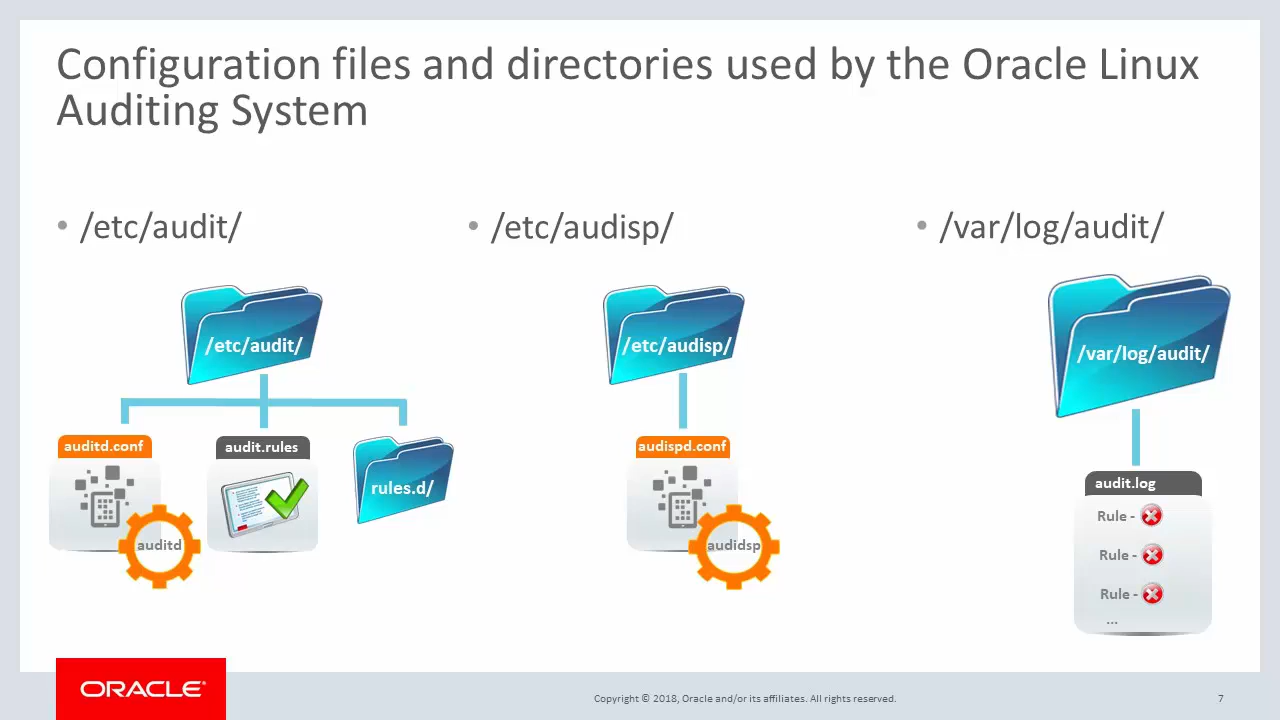 Configuration files and directories used by the Oracle Linux
Auditing System
• /etc/audit/
• /etc/audisp/
• /var/log/audit/
/etc/audit/
/etc/audisp/
/var/log/audit/
auditd.conf
audit.rules
rules.d/
auditd
audispd.conf
audidsp
audit.log
Rule -
Rule -
Rule -
...
ORACLE®
Copyright © 2018, Oracle and/or its affiliates. All rights reserved.
7